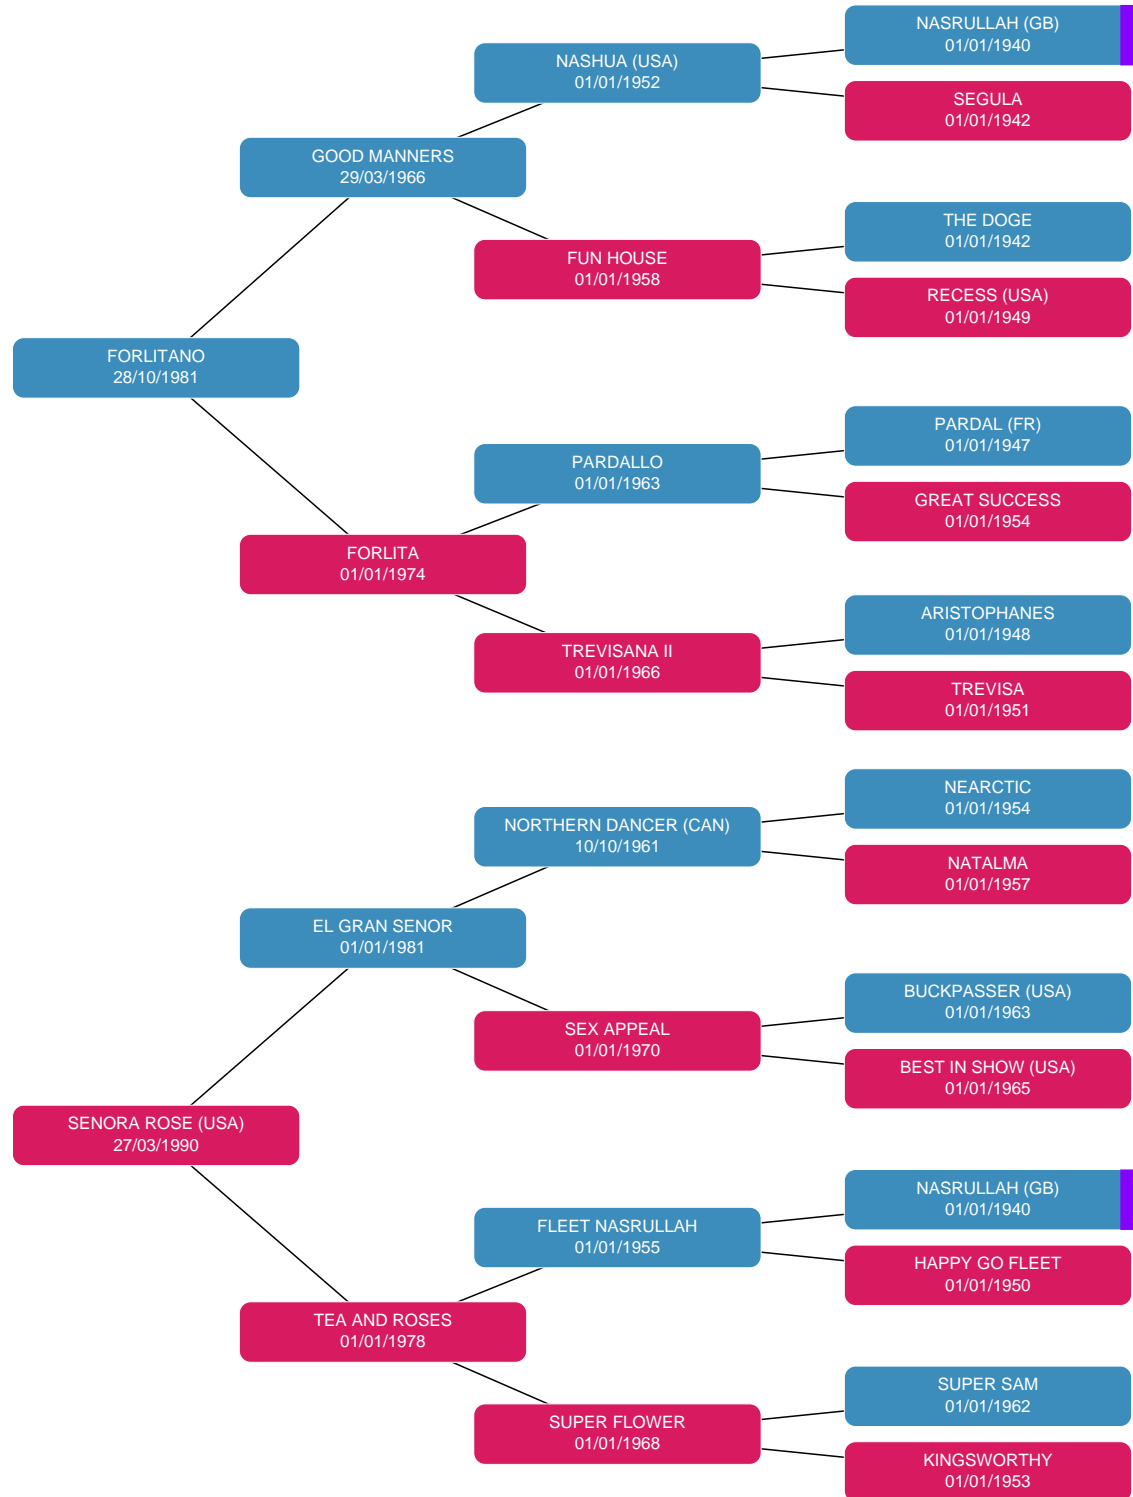 NASRULLAH (GB)
01/01/1940
NASHUA (USA)
01/01/1952
SEGULA
01/01/1942
GOOD MANNERS
29/03/1966
THE DOGE
01/01/1942
FUN HOUSE
01/01/1958
RECESS (USA)
01/01/1949
FORLITANO
28/10/1981
PARDAL (FR)
01/01/1947
PARDALLO
01/01/1963
GREAT SUCCESS
01/01/1954
FORLITA
01/01/1974
ARISTOPHANES
01/01/1948
TREVISANA II
01/01/1966
TREVISA
01/01/1951
NEARCTIC
01/01/1954
NORTHERN DANCER (CAN)
10/10/1961
NATALMA
01/01/1957
EL GRAN SENOR
01/01/1981
BUCKPASSER (USA)
01/01/1963
SEX APPEAL
01/01/1970
BEST IN SHOW (USA)
01/01/1965
SENORA ROSE (USA)
27/03/1990
NASRULLAH (GB)
01/01/1940
FLEET NASRULLAH
01/01/1955
HAPPY GO FLEET
01/01/1950
TEA AND ROSES
01/01/1978
SUPER SAM
01/01/1962
SUPER FLOWER
01/01/1968
KINGSWORTHY
01/01/1953